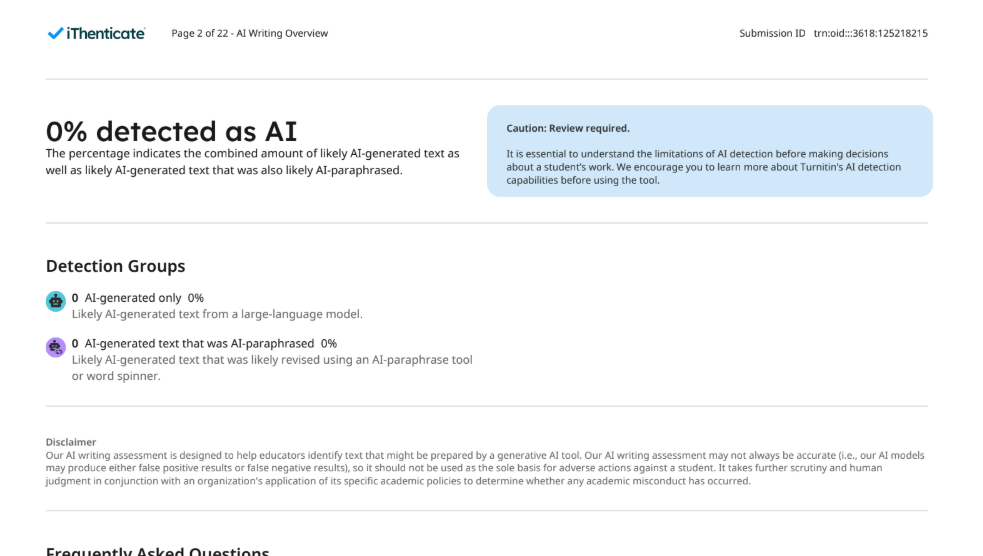 iThenticate
Page 2 of 22 - AI Writing Overview
Submission ID trn:oid:::3618:125218215
0% detected as AI
The percentage indicates the combined amount of likely AI-generated text as
well as likely AI-generated text that was also likely AI-paraphrased.
Caution: Review required.
It is essential to understand the limitations of AI detection before making decisions
about a student's work. We encourage you to learn more about Turnitin's AI detection
capabilities before using the tool.
Detection Groups
0 AI-generated only 0%
Likely AI-generated text from a large-language model.
0 AI-generated text that was AI-paraphrased 0%
Likely AI-generated text that was likely revised using an AI-paraphrase tool
or word spinner.
Disclaimer
Our AI writing assessment is designed to help educators identify text that might be prepared by a generative AI tool. Our AI writing assessment may not always be accurate (i.e., our AI models
may produce either false positive results or false negative results), so it should not be used as the sole basis for adverse actions against a student. It takes further scrutiny and human
judgment in conjunction with an organization's application of its specific academic policies to determine whether any academic misconduct has occurred.
Frequently Asked Questions